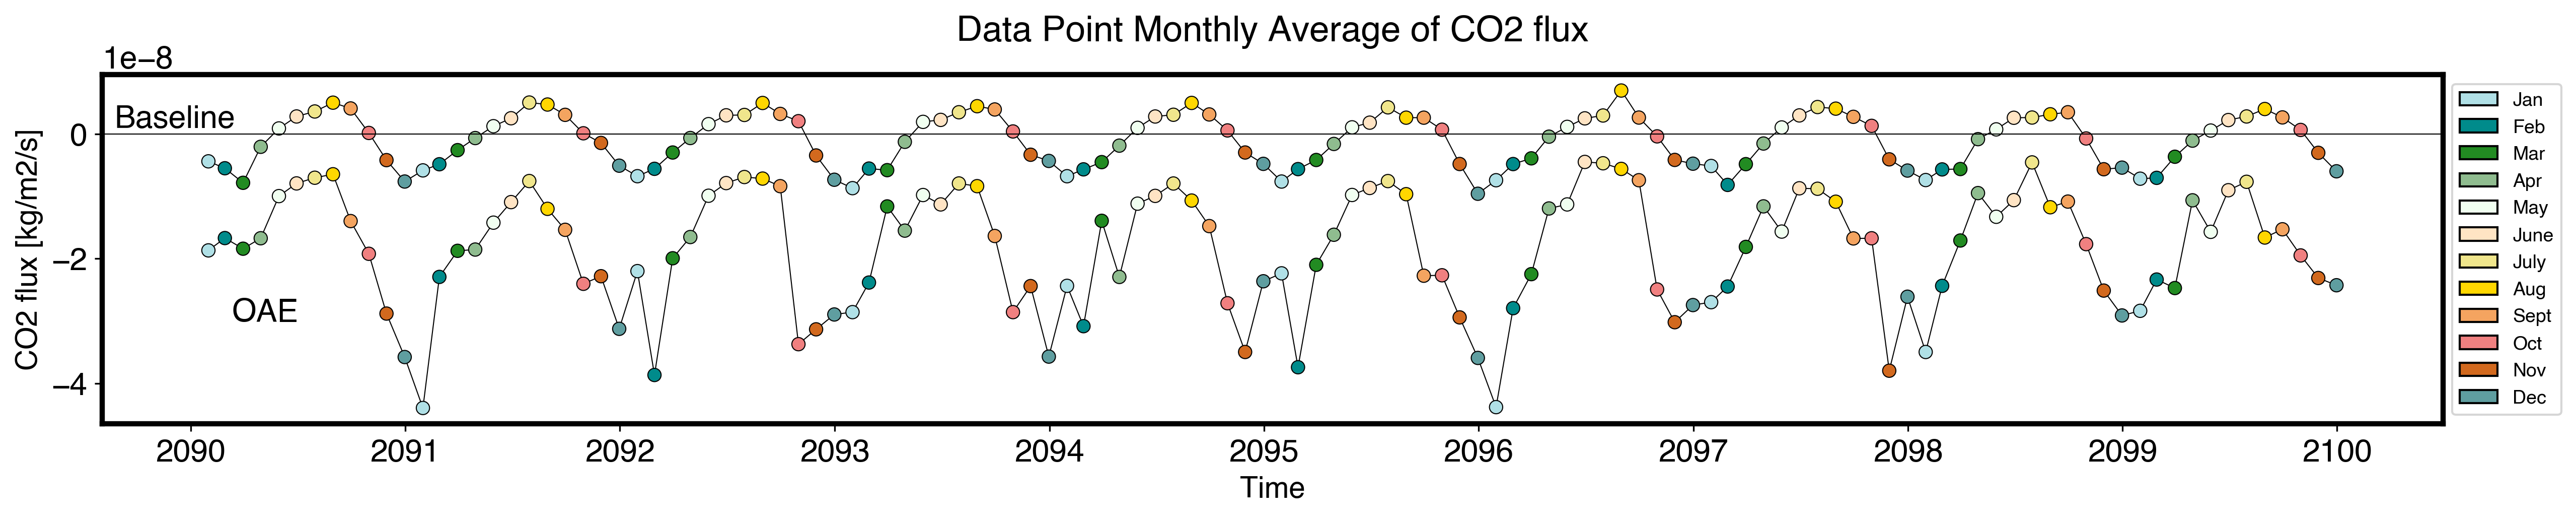 Data Point Monthly Average of CO2 flux
1e−8
Baseline
OAE
CO2 flux [kg/m2/s]
0
−2
−4
2090 2091 2092 2093 2094 2095 2096 2097 2098 2099 2100
Time
Jan
Feb
Mar
Apr
May
June
July
Aug
Sept
Oct
Nov
Dec